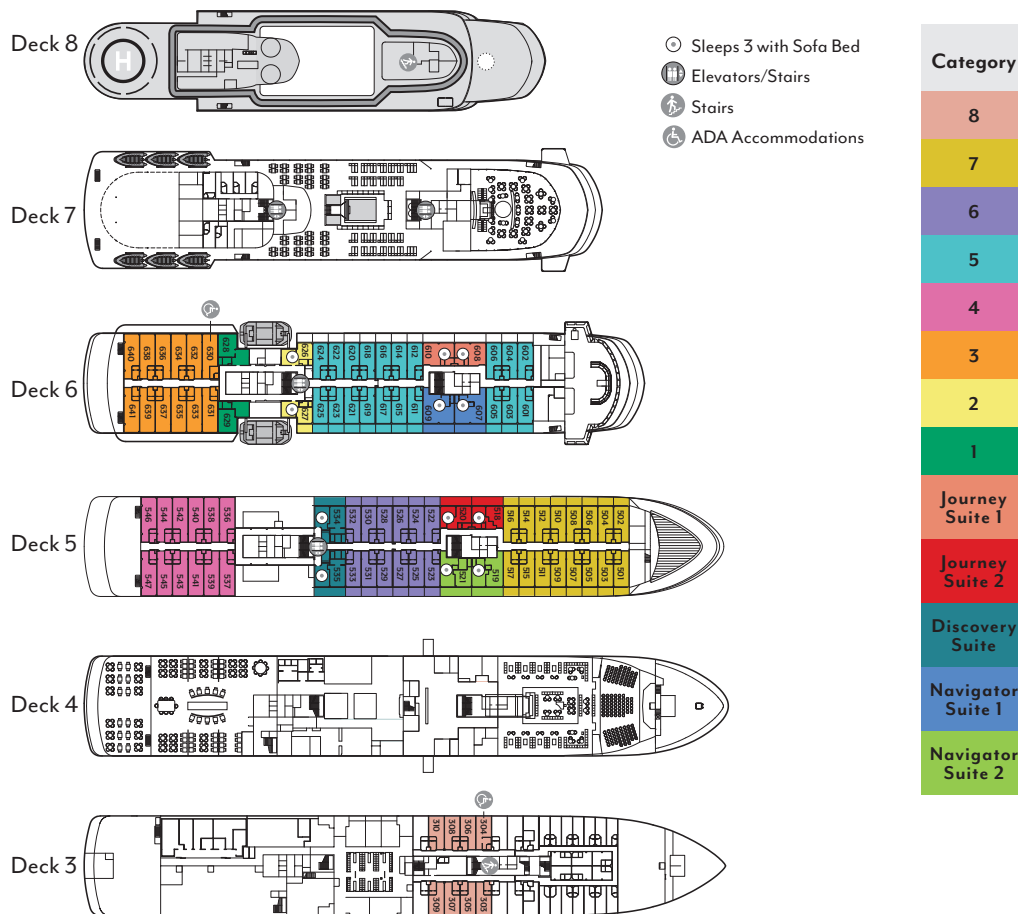 Deck 8
H
Sleeps 3 with Sofa Bed
Elevators/Stairs
Stairs
ADA Accommodations
Deck 7
Deck 6
640 638 636 634 632 630 628 626 624 622 620 618 616 614 612 610 608 606 604 602
641 639 637 635 633 631 629 627 625 623 621 619 617 615 611 609 607 605 603 601
Deck 5
546 544 542 540 538 536 534 532 530 528 526 524 522 520 518 516 514 512 510 508 506 504 502
547 545 543 541 539 537 535 533 531 529 527 525 523 521 519 517 515 511 509 507 505 503 501
Deck 4
Deck 3
310 308 306 304
309 307 305 303
Category
8
7
6
5
4
3
2
1
Journey
Suite 1
Journey
Suite 2
Discovery
Suite
Navigator
Suite 1
Navigator
Suite 2